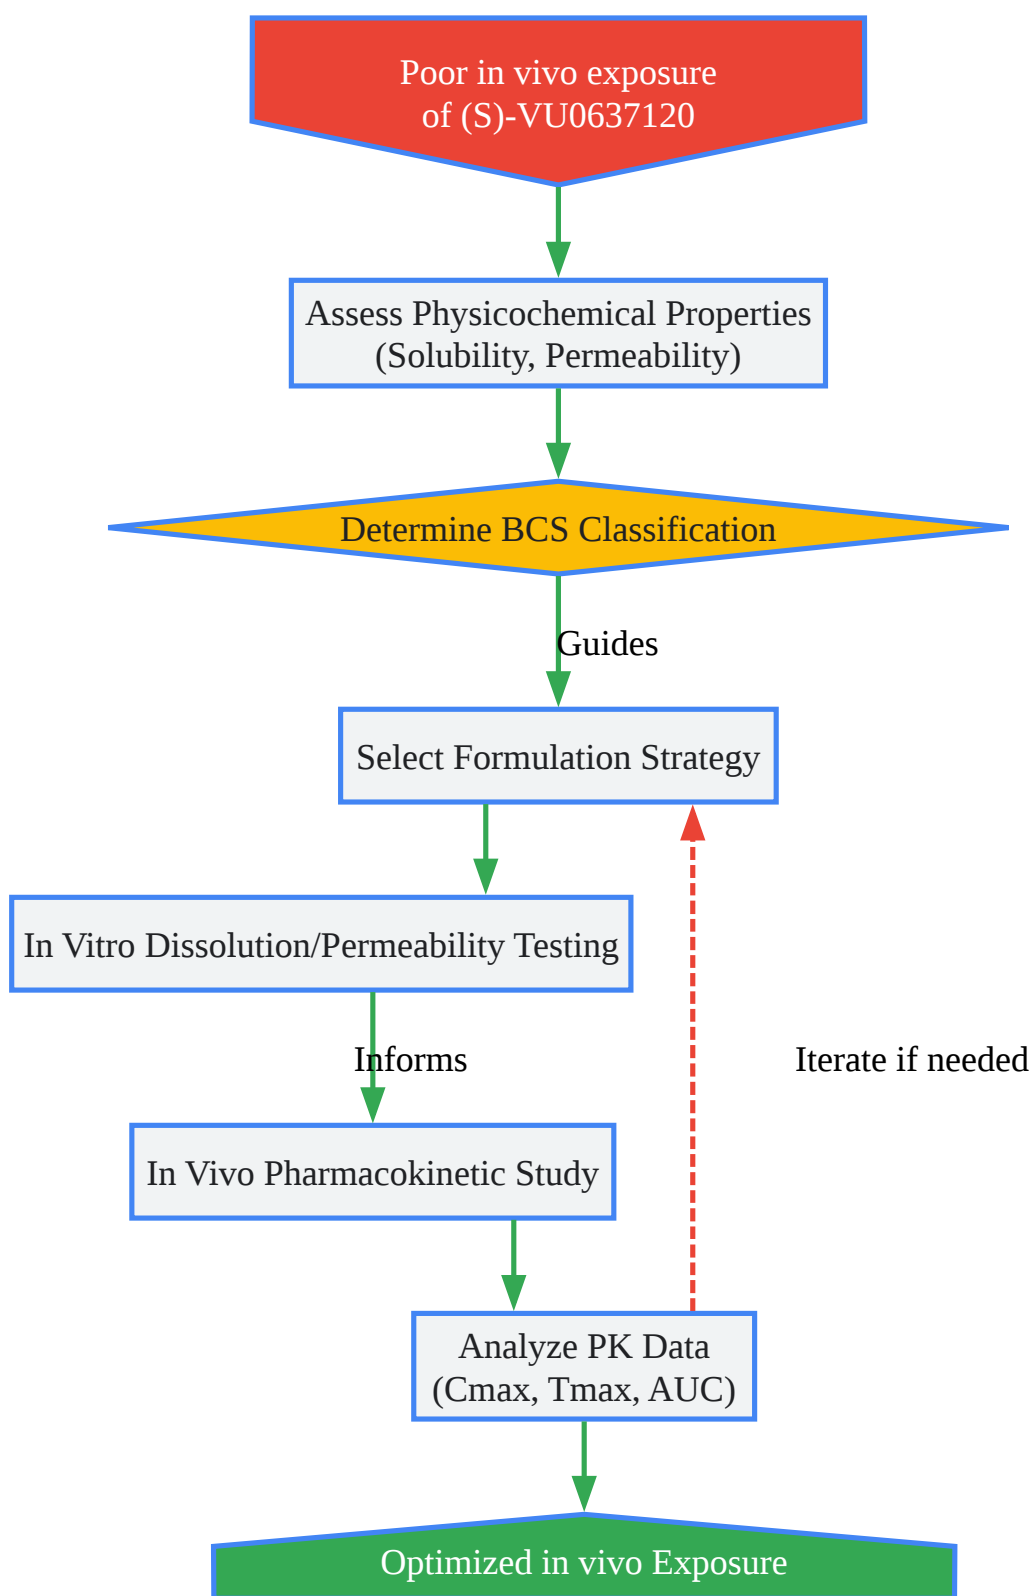 Poor in vivo exposure
of (S)-VU0637120
Assess Physicochemical Properties
(Solubility, Permeability)
Determine BCS Classification
Guides
Select Formulation Strategy
In Vitro Dissolution/Permeability Testing
Informs
Iterate if needed
In Vivo Pharmacokinetic Study
Analyze PK Data
(Cmax, Tmax, AUC)
Optimized in vivo Exposure